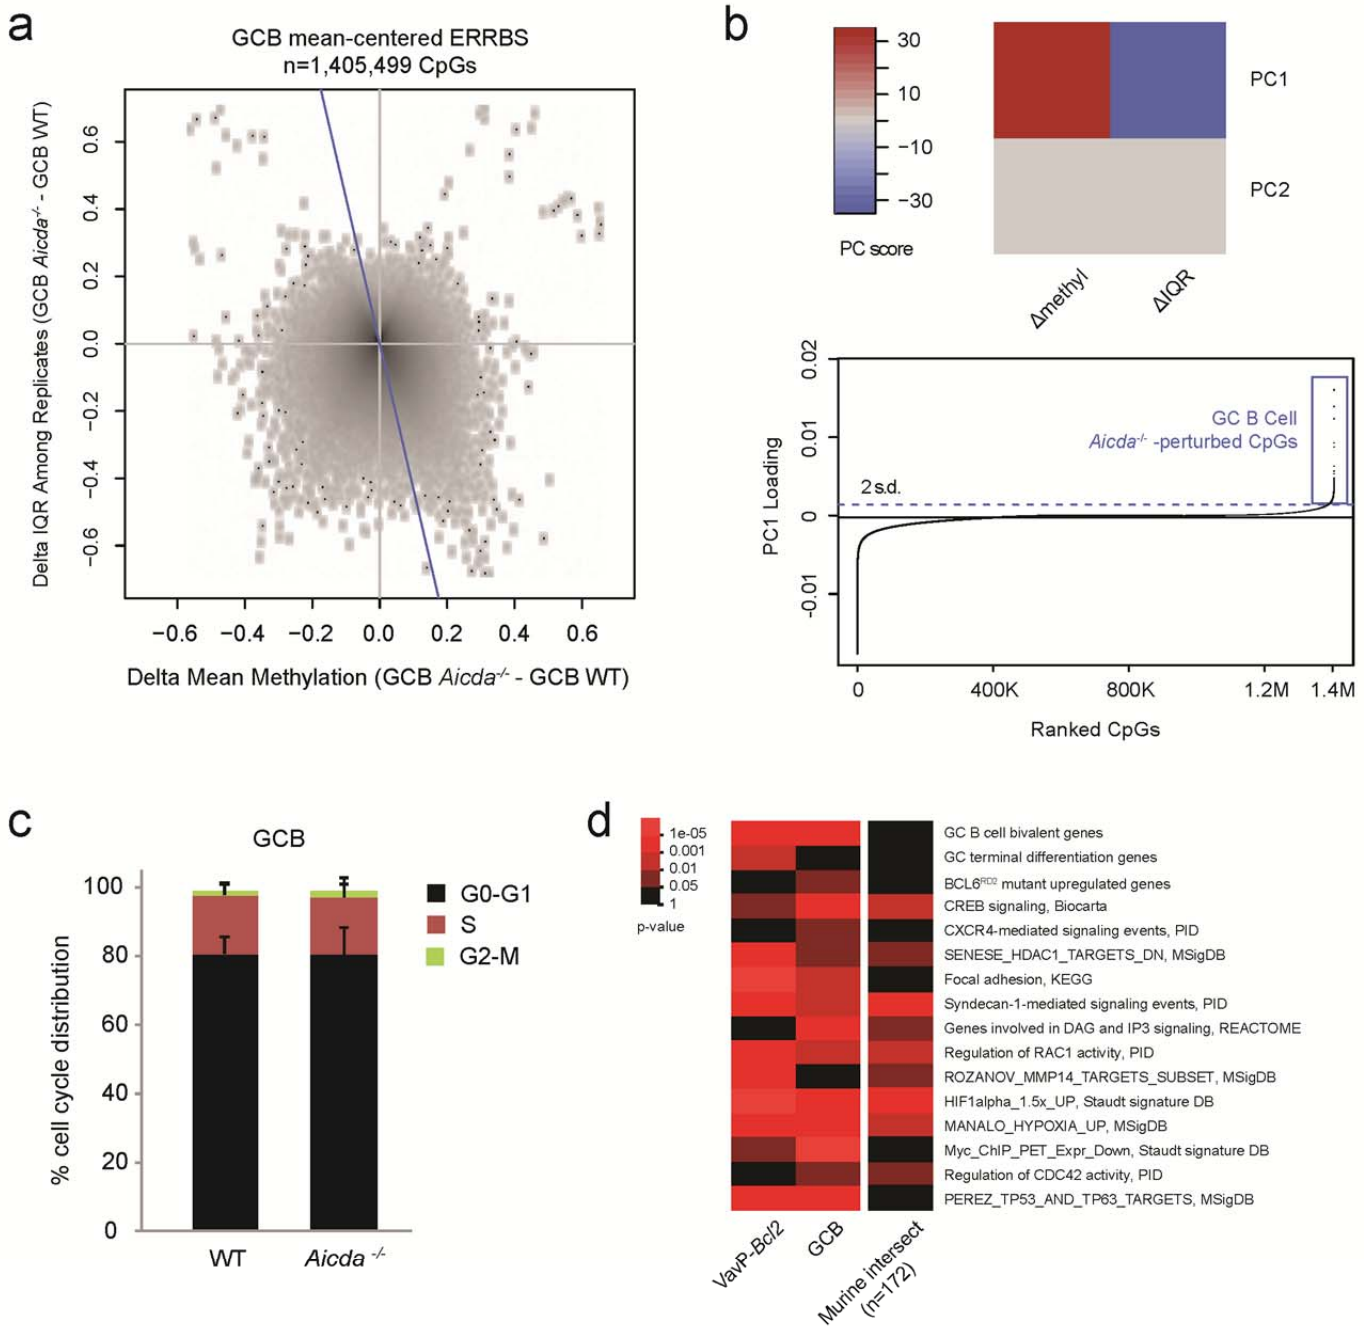 a
GCB mean-centered ERRBS
n=1,405,499 CpGs
Delta IQR Among Replicates (GCB Aicda-/- - GCB WT)
0.6
0.4
0.2
0.0
−0.2
−0.4
−0.6
−0.6 −0.4 −0.2 0.0 0.2 0.4 0.6
Delta Mean Methylation (GCB Aicda-/- - GCB WT)
b
30
10
−10
−30
PC score
PC1
PC2
Δmethyl
ΔIQR
PC1 Loading
0.02
0.01
0
-0.01
2 s.d.
GC B Cell
Aicda-/- -perturbed CpGs
0 400K 800K 1.2M 1.4M
Ranked CpGs
c
GCB
% cell cycle distribution
100
80
60
40
20
0
WT Aicda -/-
G0-G1
S
G2-M
d
1e-05
0.001
0.01
0.05
1
p-value
GC B cell bivalent genes
GC terminal differentiation genes
BCL6RD2 mutant upregulated genes
CREB signaling, Biocarta
CXCR4-mediated signaling events, PID
SENESE_HDAC1_TARGETS_DN, MSigDB
Focal adhesion, KEGG
Syndecan-1-mediated signaling events, PID
Genes involved in DAG and IP3 signaling, REACTOME
Regulation of RAC1 activity, PID
ROZANOV_MMP14_TARGETS_SUBSET, MSigDB
HIF1alpha_1.5x_UP, Staudt signature DB
MANALO_HYPOXIA_UP, MSigDB
Myc_ChIP_PET_Expr_Down, Staudt signature DB
Regulation of CDC42 activity, PID
PEREZ_TP53_AND_TP63_TARGETS, MSigDB
VavP-Bcl2
GCB
Murine intersect
(n=172)